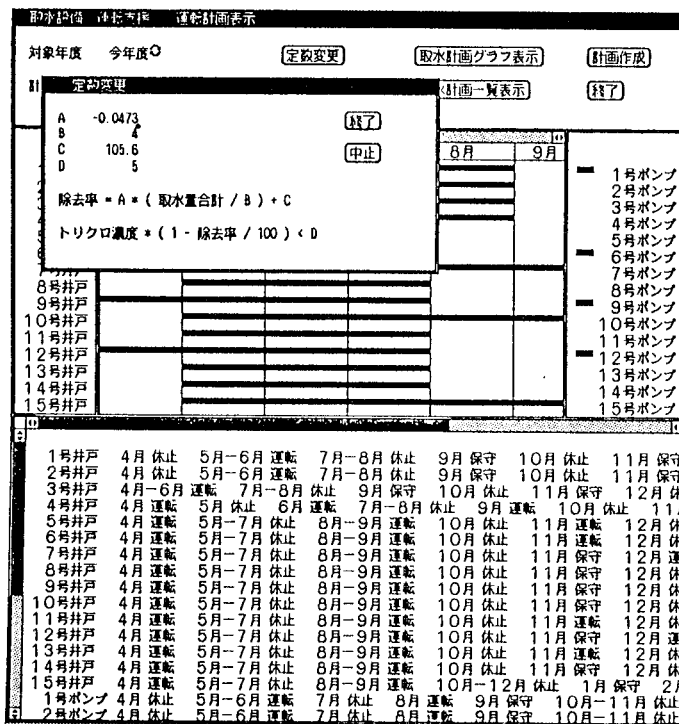 取水設備 運転支援 運転計画表示
対象年度 今年度 定数変更 取水計画グラフ表示 計画作成
計画一覧表示 終了
定数変更
A -0.0473 終了
B 4
C 105.6 中止
D 5
除去率 = A * ( 取水量合計 / B ) + C
トリクロ濃度 * ( 1 - 除去率 / 100 ) < D
8月 9月
1号ポンプ
2号ポンプ
3号ポンプ
4号ポンプ
5号ポンプ
6号ポンプ
7号井戸 7号ポンプ
8号井戸 8号ポンプ
9号井戸 9号ポンプ
10号井戸 10号ポンプ
11号井戸 11号ポンプ
12号井戸 12号ポンプ
13号井戸 13号ポンプ
14号井戸 14号ポンプ
15号井戸 15号ポンプ
1号井戸 4月 休止 5月−6月 運転 7月−8月 休止 9月 保守 10月 休止 11月 保守
2号井戸 4月 休止 5月−6月 運転 7月−8月 休止 9月 保守 10月 休止 11月 保守
3号井戸 4月−6月 運転 7月−8月 休止 9月 保守 10月 休止 11月 保守 12月 休
4号井戸 4月 運転 5月 休止 6月 運転 7月−8月 休止 9月 運転 10月 休止 11月
5号井戸 4月 運転 5月−7月 休止 8月−9月 運転 10月 休止 11月 運転 12月 休
6号井戸 4月 運転 5月−7月 休止 8月−9月 運転 10月 休止 11月 運転 12月 休
7号井戸 4月 運転 5月−7月 休止 8月−9月 運転 10月 休止 11月 保守 12月 運
8号井戸 4月 運転 5月−7月 休止 8月−9月 運転 10月 休止 11月 保守 12月 休
9号井戸 4月 運転 5月−7月 休止 8月−9月 運転 10月 休止 11月 保守 12月 休
10号井戸 4月 運転 5月−7月 休止 8月−9月 運転 10月 休止 11月 保守 12月 休
11号井戸 4月 運転 5月−7月 休止 8月−9月 運転 10月 休止 11月 運転 12月 休
12号井戸 4月 運転 5月−7月 休止 8月−9月 運転 10月 休止 11月 保守 12月 運
13号井戸 4月 運転 5月−7月 休止 8月−9月 運転 10月 休止 11月 運転 12月 休
14号井戸 4月 運転 5月−7月 休止 8月−9月 運転 10月 休止 11月 保守 12月 休
15号井戸 4月 運転 5月−7月 休止 8月−9月 運転 10月−12月 休止 1月 保守 2月
1号ポンプ 4月 休止 5月−6月 運転 7月 休止 8月 運転 9月 保守 10月−11月 休止
2号ポンプ 4月 休止 5月−6月 運転 7月 休止 8月 運転 9月 保守 10月−11月 休止